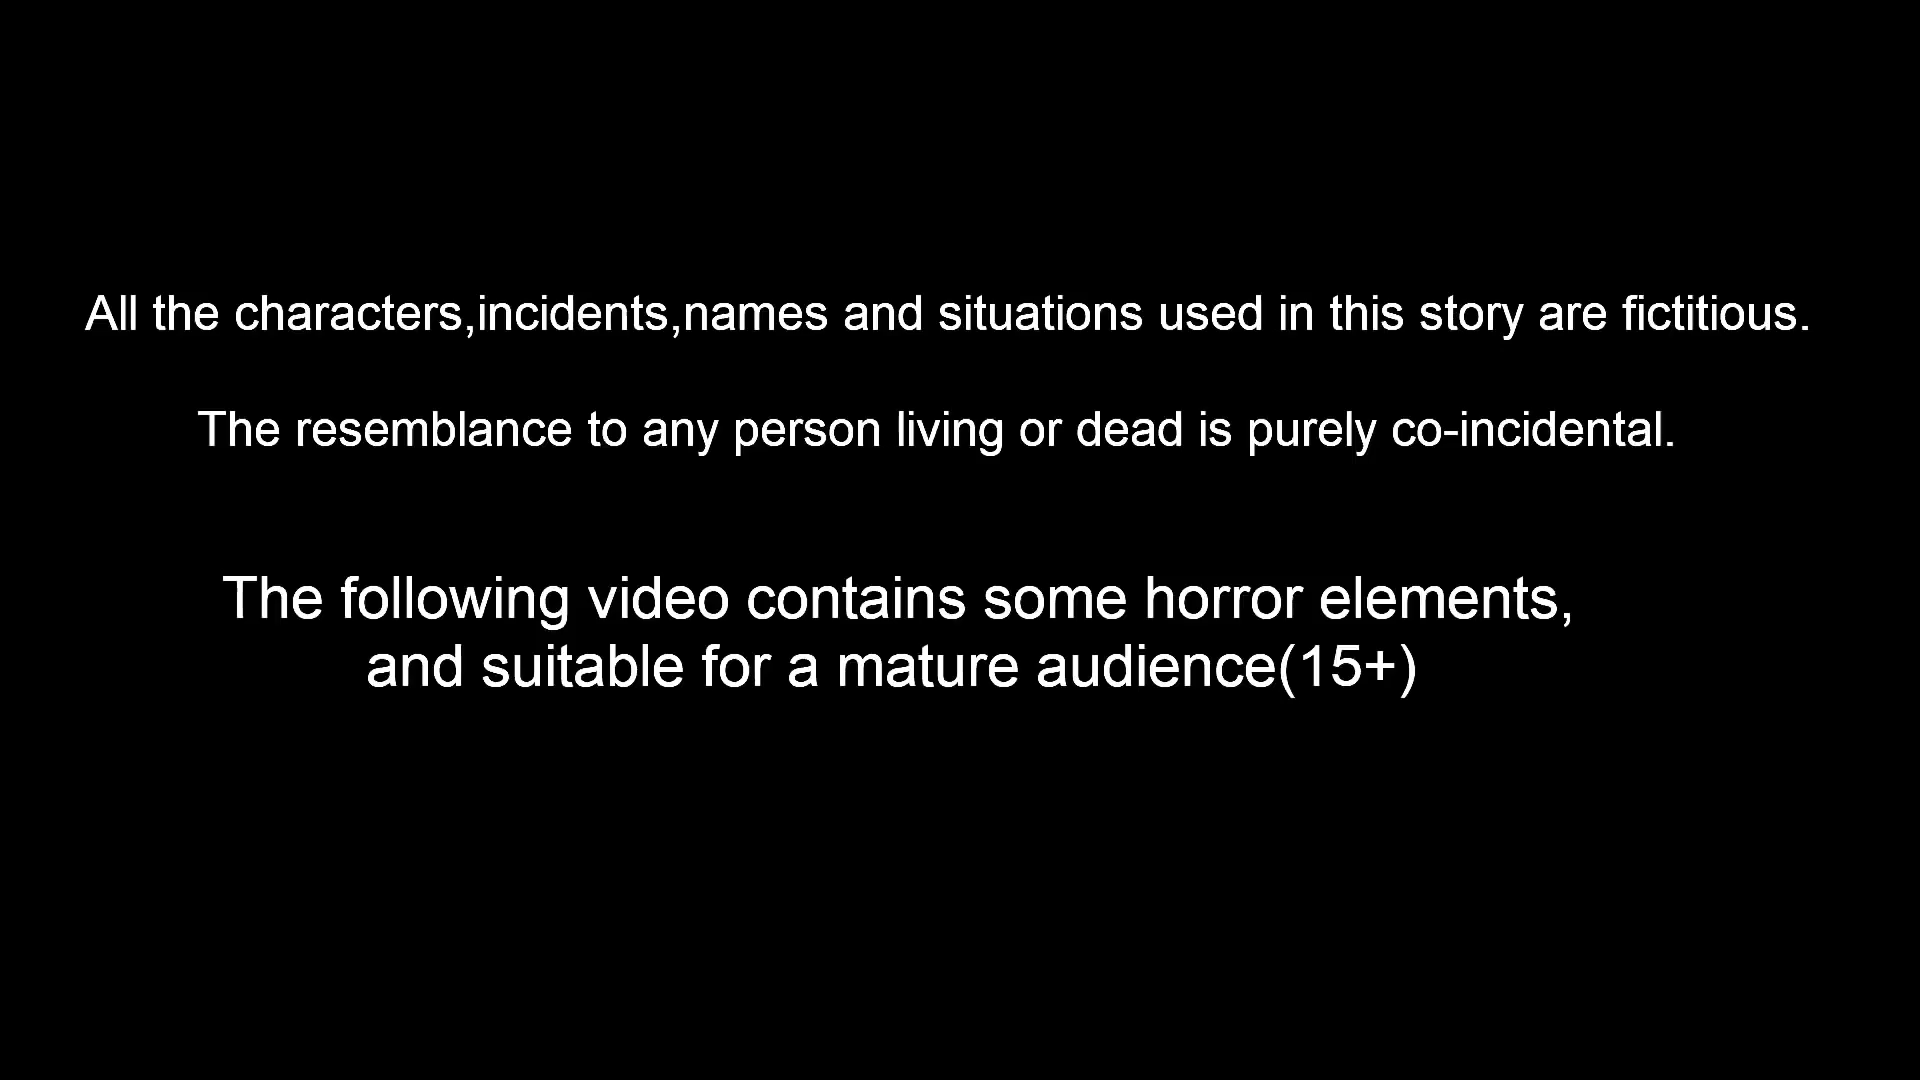 All the characters,incidents,names and situations used in this story are fictitious.
The resemblance to any person living or dead is purely co-incidental.
The following video contains some horror elements,
and suitable for a mature audience(15+)